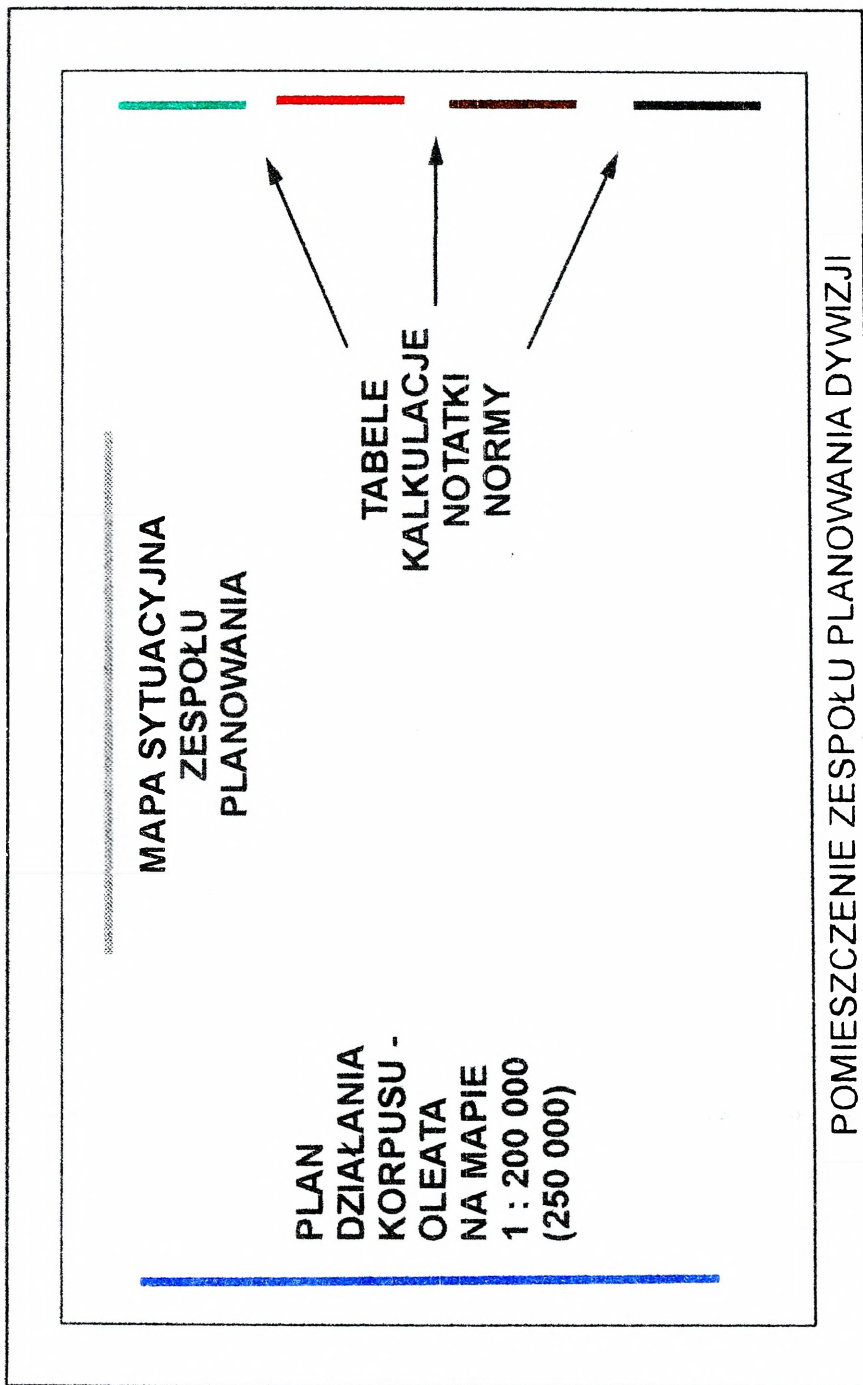 MAPA SYTUACYJNA
ZESPOŁU
PLANOWANIA
PLAN
DZIAŁANIA
KORPUSU -
OLEATA
NA MAPIE
1 : 200 000
(250 000)
TABELE
KALKULACJE
NOTATKI
NORMY
POMIESZCZENIE ZESPOŁU PLANOWANIA DYWIZJI